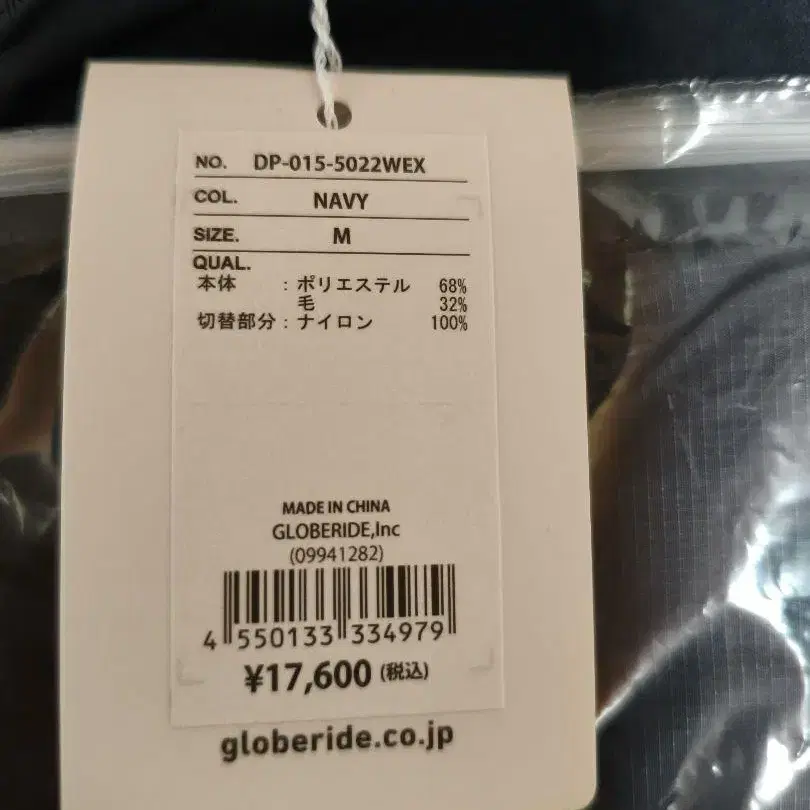 NO. DP-015-5022WEX
COL. NAVY
SIZE. M
QUAL.
本体 : ポリエステル 68%
毛 32%
切替部分 : ナイロン 100%
MADE IN CHINA
GLOBERIDE,Inc
(09941282)
4 550133 334979
¥17,600 (税込)
globeride.co.jp